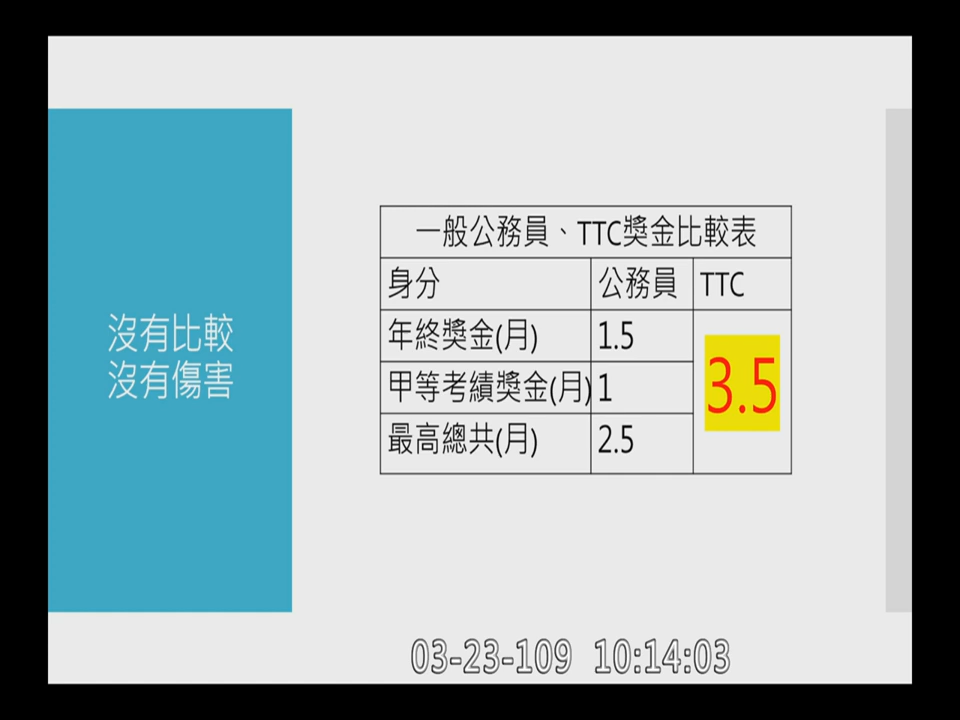 沒有比較
沒有傷害
一般公務員、TTC獎金比較表
身分 公務員 TTC
年終獎金(月) 1.5
甲等考績獎金(月) 1
3.5
最高總共(月) 2.5
03-23-109 10:14:03